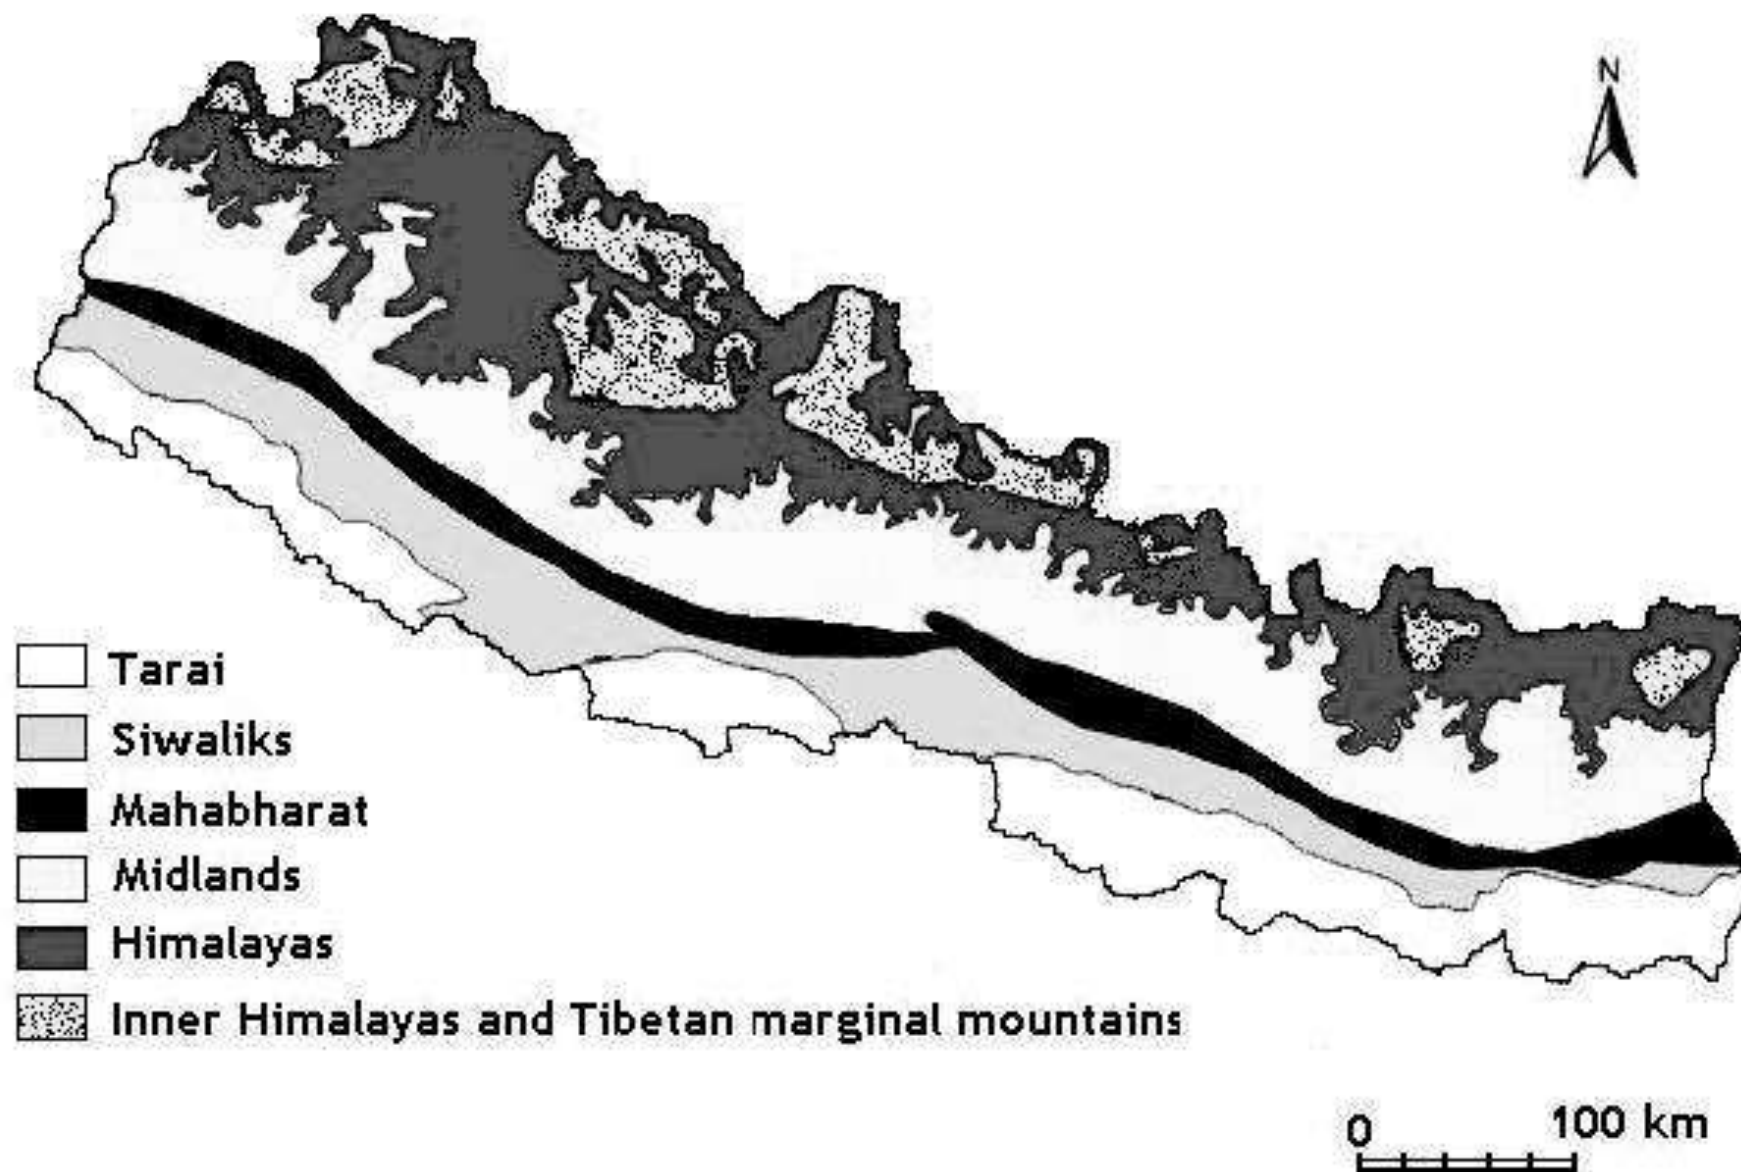 N
Tarai
Siwaliks
Mahabharat
Midlands
Himalayas
Inner Himalayas and Tibetan marginal mountains
0 100 km